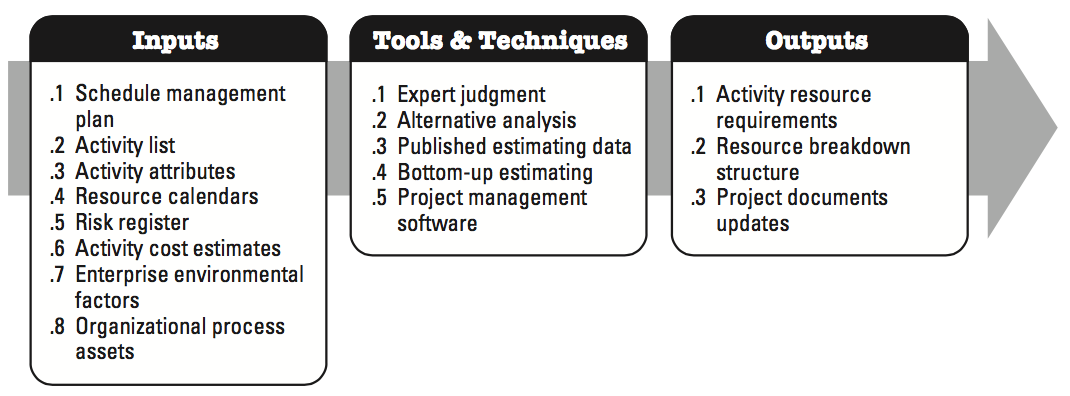 Inputs
.1 Schedule management
plan
.2 Activity list
.3 Activity attributes
.4 Resource calendars
.5 Risk register
.6 Activity cost estimates
.7 Enterprise environmental
factors
.8 Organizational process
assets
Tools & Techniques
.1 Expert judgment
.2 Alternative analysis
.3 Published estimating data
.4 Bottom-up estimating
.5 Project management
software
Outputs
.1 Activity resource
requirements
.2 Resource breakdown
structure
.3 Project documents
updates